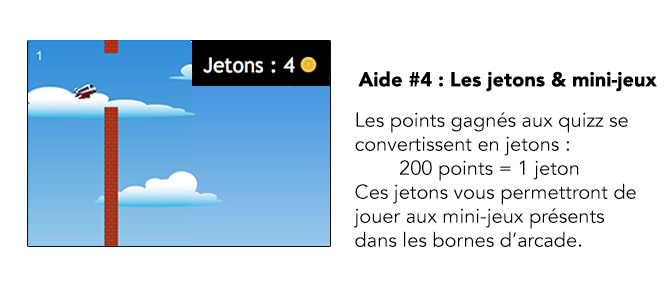 1
Jetons : 4
Aide #4 : Les jetons & mini-jeux
Les points gagnés aux quizz se
convertissent en jetons :
200 points = 1 jeton
Ces jetons vous permettront de
jouer aux mini-jeux présents
dans les bornes d'arcade.